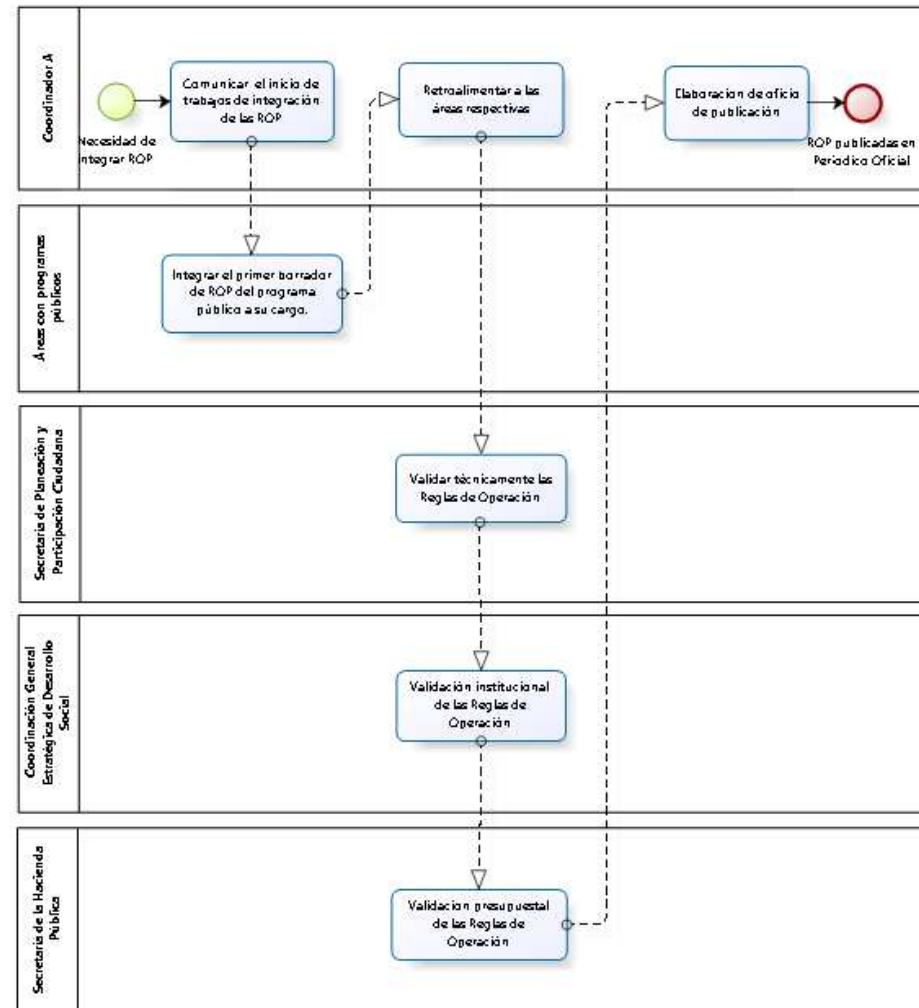 Coordinador A
Necesidad de
integrar ROP
Comunicar el inicio de
trabajos de integración
de las ROP
Retroalimentar a las
áreas respectivas
Elaboracion de oficio
de publicación
ROP publicadas en
Periodico Oficial
Áreas con programas
públicos
Integrar el primer borrador
de ROP del programa
público a su cargo.
Secretaría de Planeación y
Participación Ciudadana
Validar técnicamente las
Reglas de Operación
Coordinación General
Estratégica de Desarrollo
Social
Validación institucional
de las Reglas de
Operación
Secretaría de la Hacienda
Pública
Validacion presupuestal
de las Reglas de
Operación